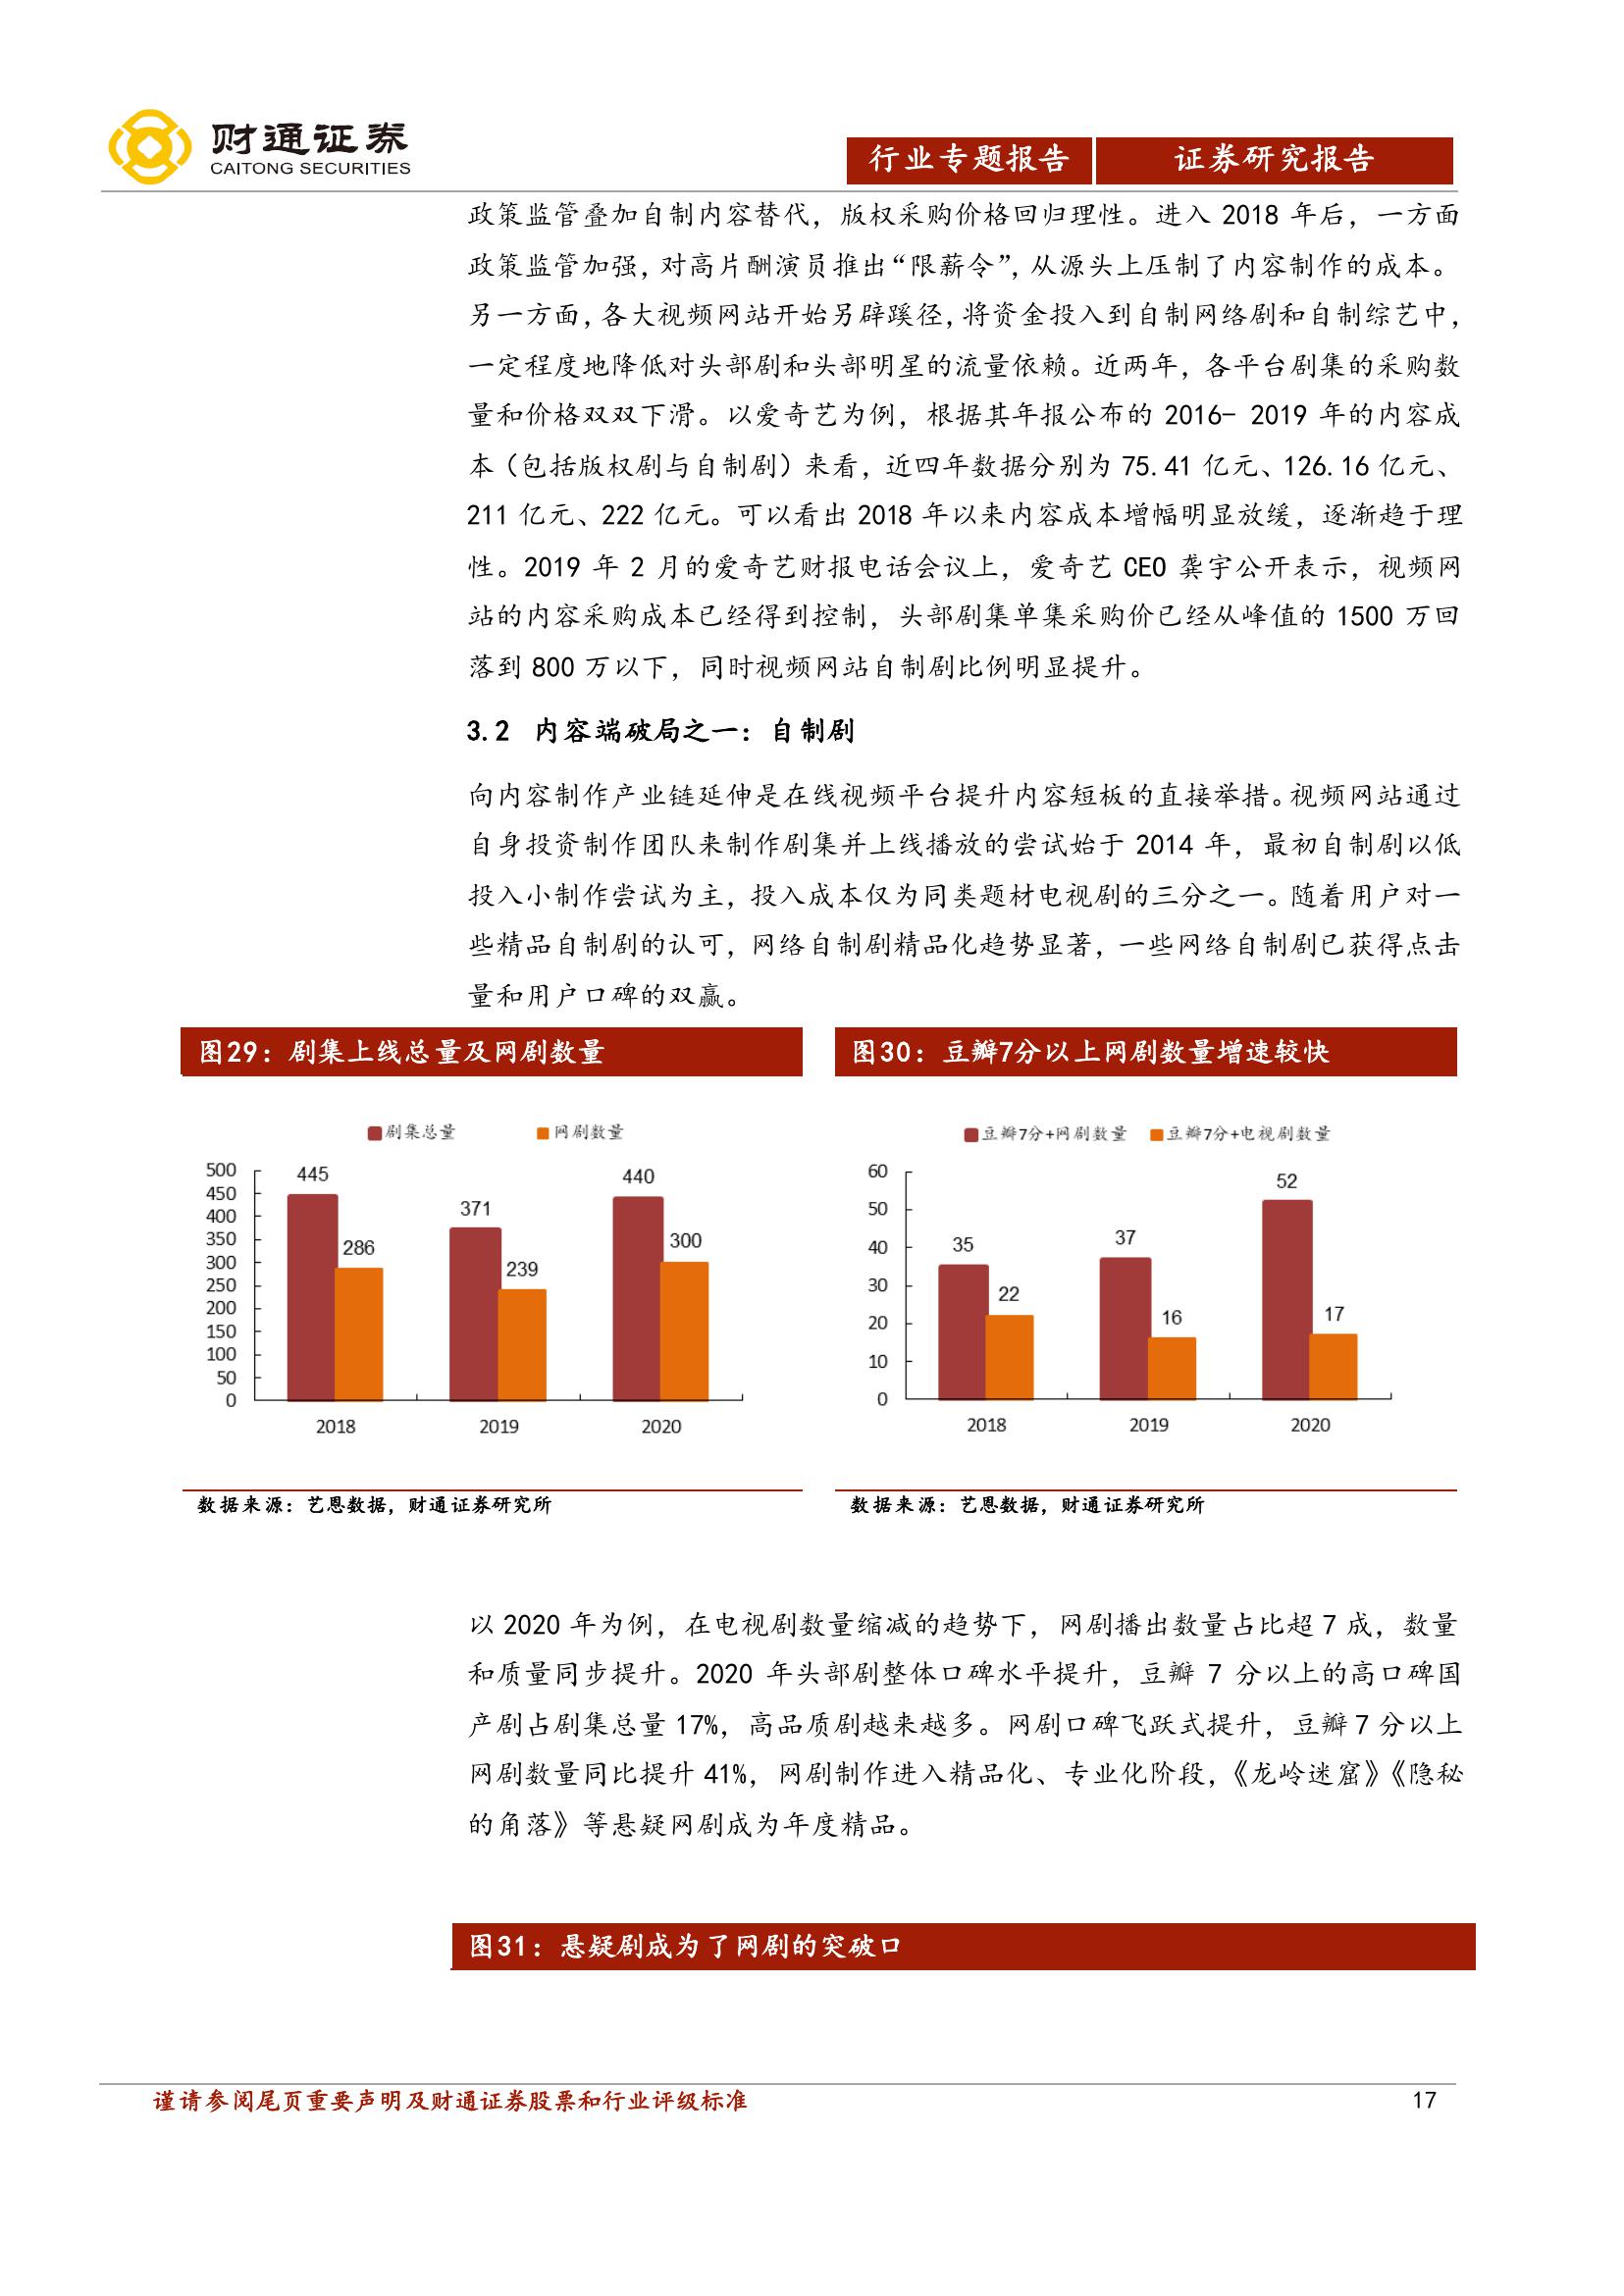 财通证券
CAITONG SECURITIES
行业专题报告 证券研究报告
政策监管叠加自制内容替代，版权采购价格回归理性。进入 2018 年后，一方面
政策监管加强，对高片酬演员推出“限薪令”，从源头上压制了内容制作的成本。
另一方面，各大视频网站开始另辟蹊径，将资金投入到自制网络剧和自制综艺中，
一定程度地降低对头部剧和头部明星的流量依赖。近两年，各平台剧集的采购数
量和价格双双下滑。以爱奇艺为例，根据其年报公布的 2016- 2019 年的内容成
本（包括版权剧与自制剧）来看，近四年数据分别为 75.41 亿元、126.16 亿元、
211 亿元、222 亿元。可以看出 2018 年以来内容成本增幅明显放缓，逐渐趋于理
性。2019 年 2 月的爱奇艺财报电话会议上，爱奇艺 CEO 龚宇公开表示，视频网
站的内容采购成本已经得到控制，头部剧集单集采购价已经从峰值的 1500 万回
落到 800 万以下，同时视频网站自制剧比例明显提升。
3.2 内容端破局之一：自制剧
向内容制作产业链延伸是在线视频平台提升内容短板的直接举措。视频网站通过
自身投资制作团队来制作剧集并上线播放的尝试始于 2014 年，最初自制剧以低
投入小制作尝试为主，投入成本仅为同类题材电视剧的三分之一。随着用户对一
些精品自制剧的认可，网络自制剧精品化趋势显著，一些网络自制剧已获得点击
量和用户口碑的双赢。
图29：剧集上线总量及网剧数量
剧集总量 网剧数量
500
450
400
350
300
250
200
150
100
50
0
445
286
371
239
440
300
2018 2019 2020
数据来源：艺恩数据，财通证券研究所
图30：豆瓣7分以上网剧数量增速较快
豆瓣7分+网剧数量 豆瓣7分+电视剧数量
60
50
40
30
20
10
0
35
22
37
16
52
17
2018 2019 2020
数据来源：艺恩数据，财通证券研究所
以 2020 年为例，在电视剧数量缩减的趋势下，网剧播出数量占比超 7 成，数量
和质量同步提升。2020 年头部剧整体口碑水平提升，豆瓣 7 分以上的高口碑国
产剧占剧集总量 17%，高品质剧越来越多。网剧口碑飞跃式提升，豆瓣 7 分以上
网剧数量同比提升 41%，网剧制作进入精品化、专业化阶段，《龙岭迷窟》《隐秘
的角落》等悬疑网剧成为年度精品。
图31：悬疑剧成为了网剧的突破口
谨请参阅尾页重要声明及财通证券股票和行业评级标准 17